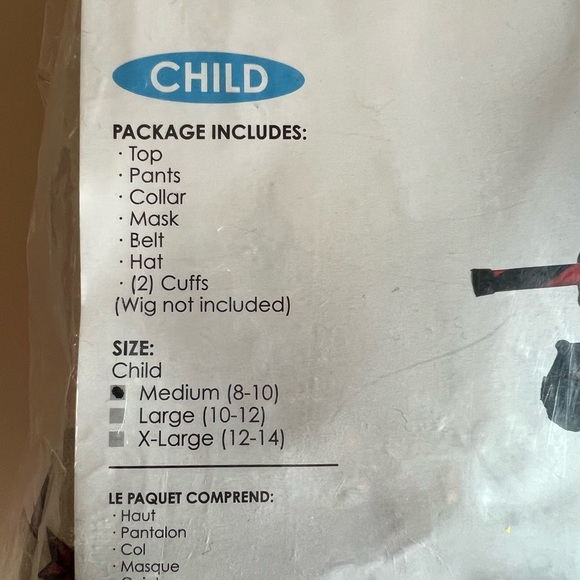 CHILD
PACKAGE INCLUDES:
· Top
· Pants
· Collar
· Mask
· Belt
· Hat
· (2) Cuffs
(Wig not included)
SIZE:
Child
Medium (8-10)
Large (10-12)
X-Large (12-14)
LE PAQUET COMPREND:
· Haut
· Pantalon
· Col
· Masque